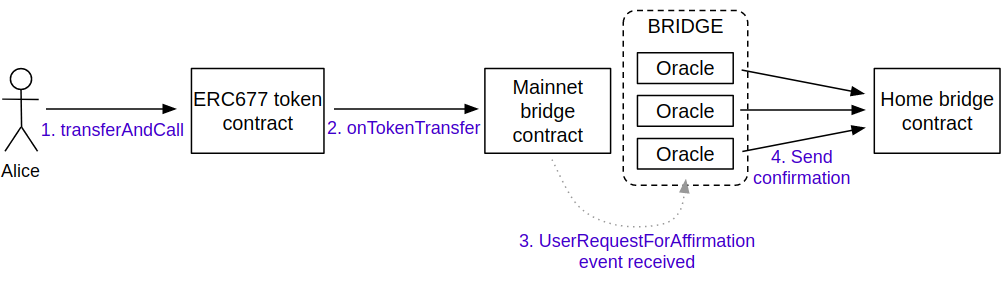 BRIDGE
Oracle
Oracle
Oracle
Alice
1. transferAndCall
ERC677 token
contract
2. onTokenTransfer
Mainnet
bridge
contract
3. UserRequestForAffirmation
event received
4. Send
confirmation
Home bridge
contract